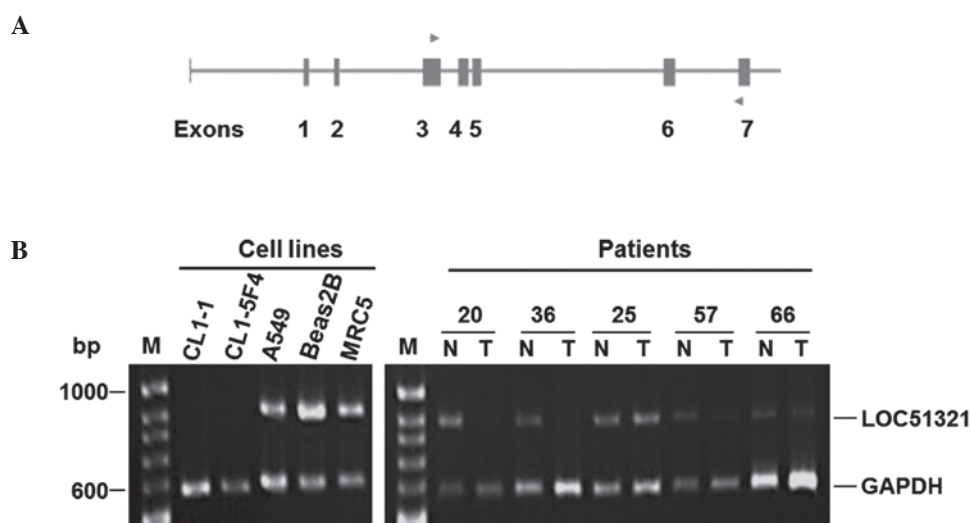 A
Exons 1 2 3 4 5 6 7
B
Cell lines
Patients
CL1-1 CL1-5F4 A549 Beas2B MRC5
20 36 25 57 66
bp M
M N T N T N T N T N T
1000
LOC51321
600
GAPDH